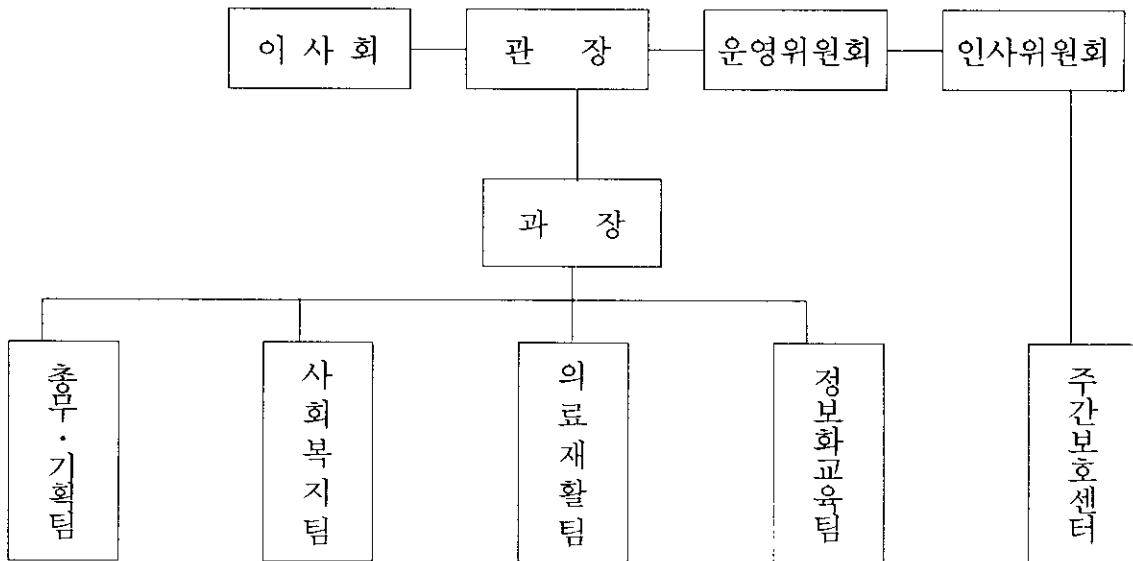 이 사 회
관 장
운영위원회
인사위원회
과 장
총무·기획팀
사회복지팀
의료재활팀
정보화교육팀
주간보호센터